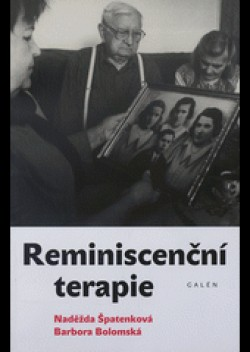 Reminiscenční
terapie
GALÉN
Naděžda Špatenková
Barbora Bolomská